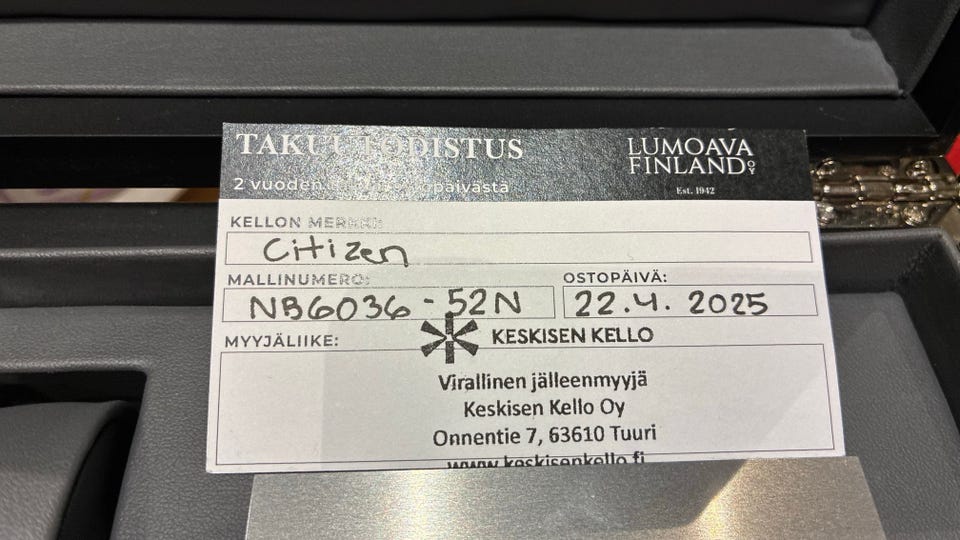 TAKUUTODISTUS
LUMOAVA
FINLAND OY
Est. 1942
2 vuoden ostopäivästä
KELLON MERKKI:
Citizen
MALLINUMERO:
OSTOPÄIVÄ:
NB6036-52N
22.4.2025
MYYJÄLIIKE:
KESKISEN KELLO
Virallinen jälleenmyyjä
Keskisen Kello Oy
Onnentie 7, 63610 Tuuri
www.keskisenkello.fi